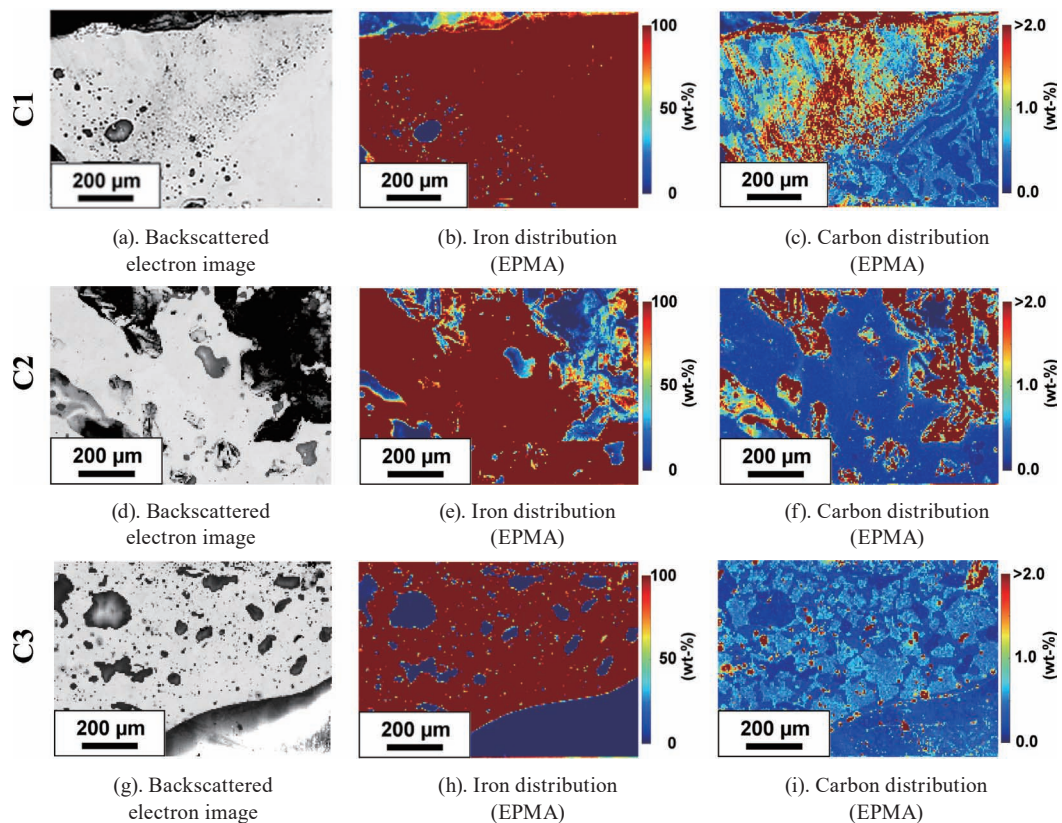 C1
200 µm
200 µm
100
50
0
(wt-%)
200 µm
>2.0
1.0
0.0
(wt-%)
(a). Backscattered
electron image
(b). Iron distribution
(EPMA)
(c). Carbon distribution
(EPMA)
C2
200 µm
200 µm
100
50
0
(wt-%)
200 µm
>2.0
1.0
0.0
(wt-%)
(d). Backscattered
electron image
(e). Iron distribution
(EPMA)
(f). Carbon distribution
(EPMA)
C3
200 µm
200 µm
100
50
0
(wt-%)
200 µm
>2.0
1.0
0.0
(wt-%)
(g). Backscattered
electron image
(h). Iron distribution
(EPMA)
(i). Carbon distribution
(EPMA)